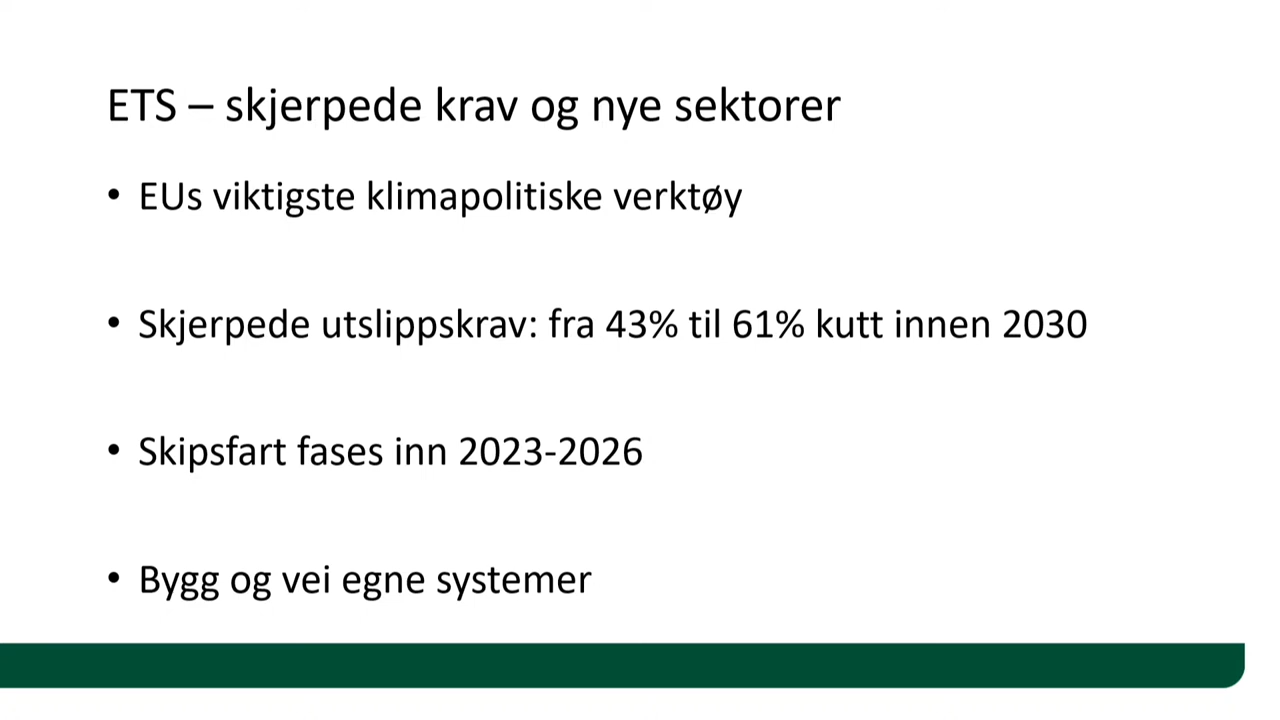 ETS – skjerpede krav og nye sektorer
• EUs viktigste klimapolitiske verktøy
• Skjerpede utslippskrav: fra 43% til 61% kutt innen 2030
• Skipsfart fases inn 2023-2026
• Bygg og vei egne systemer